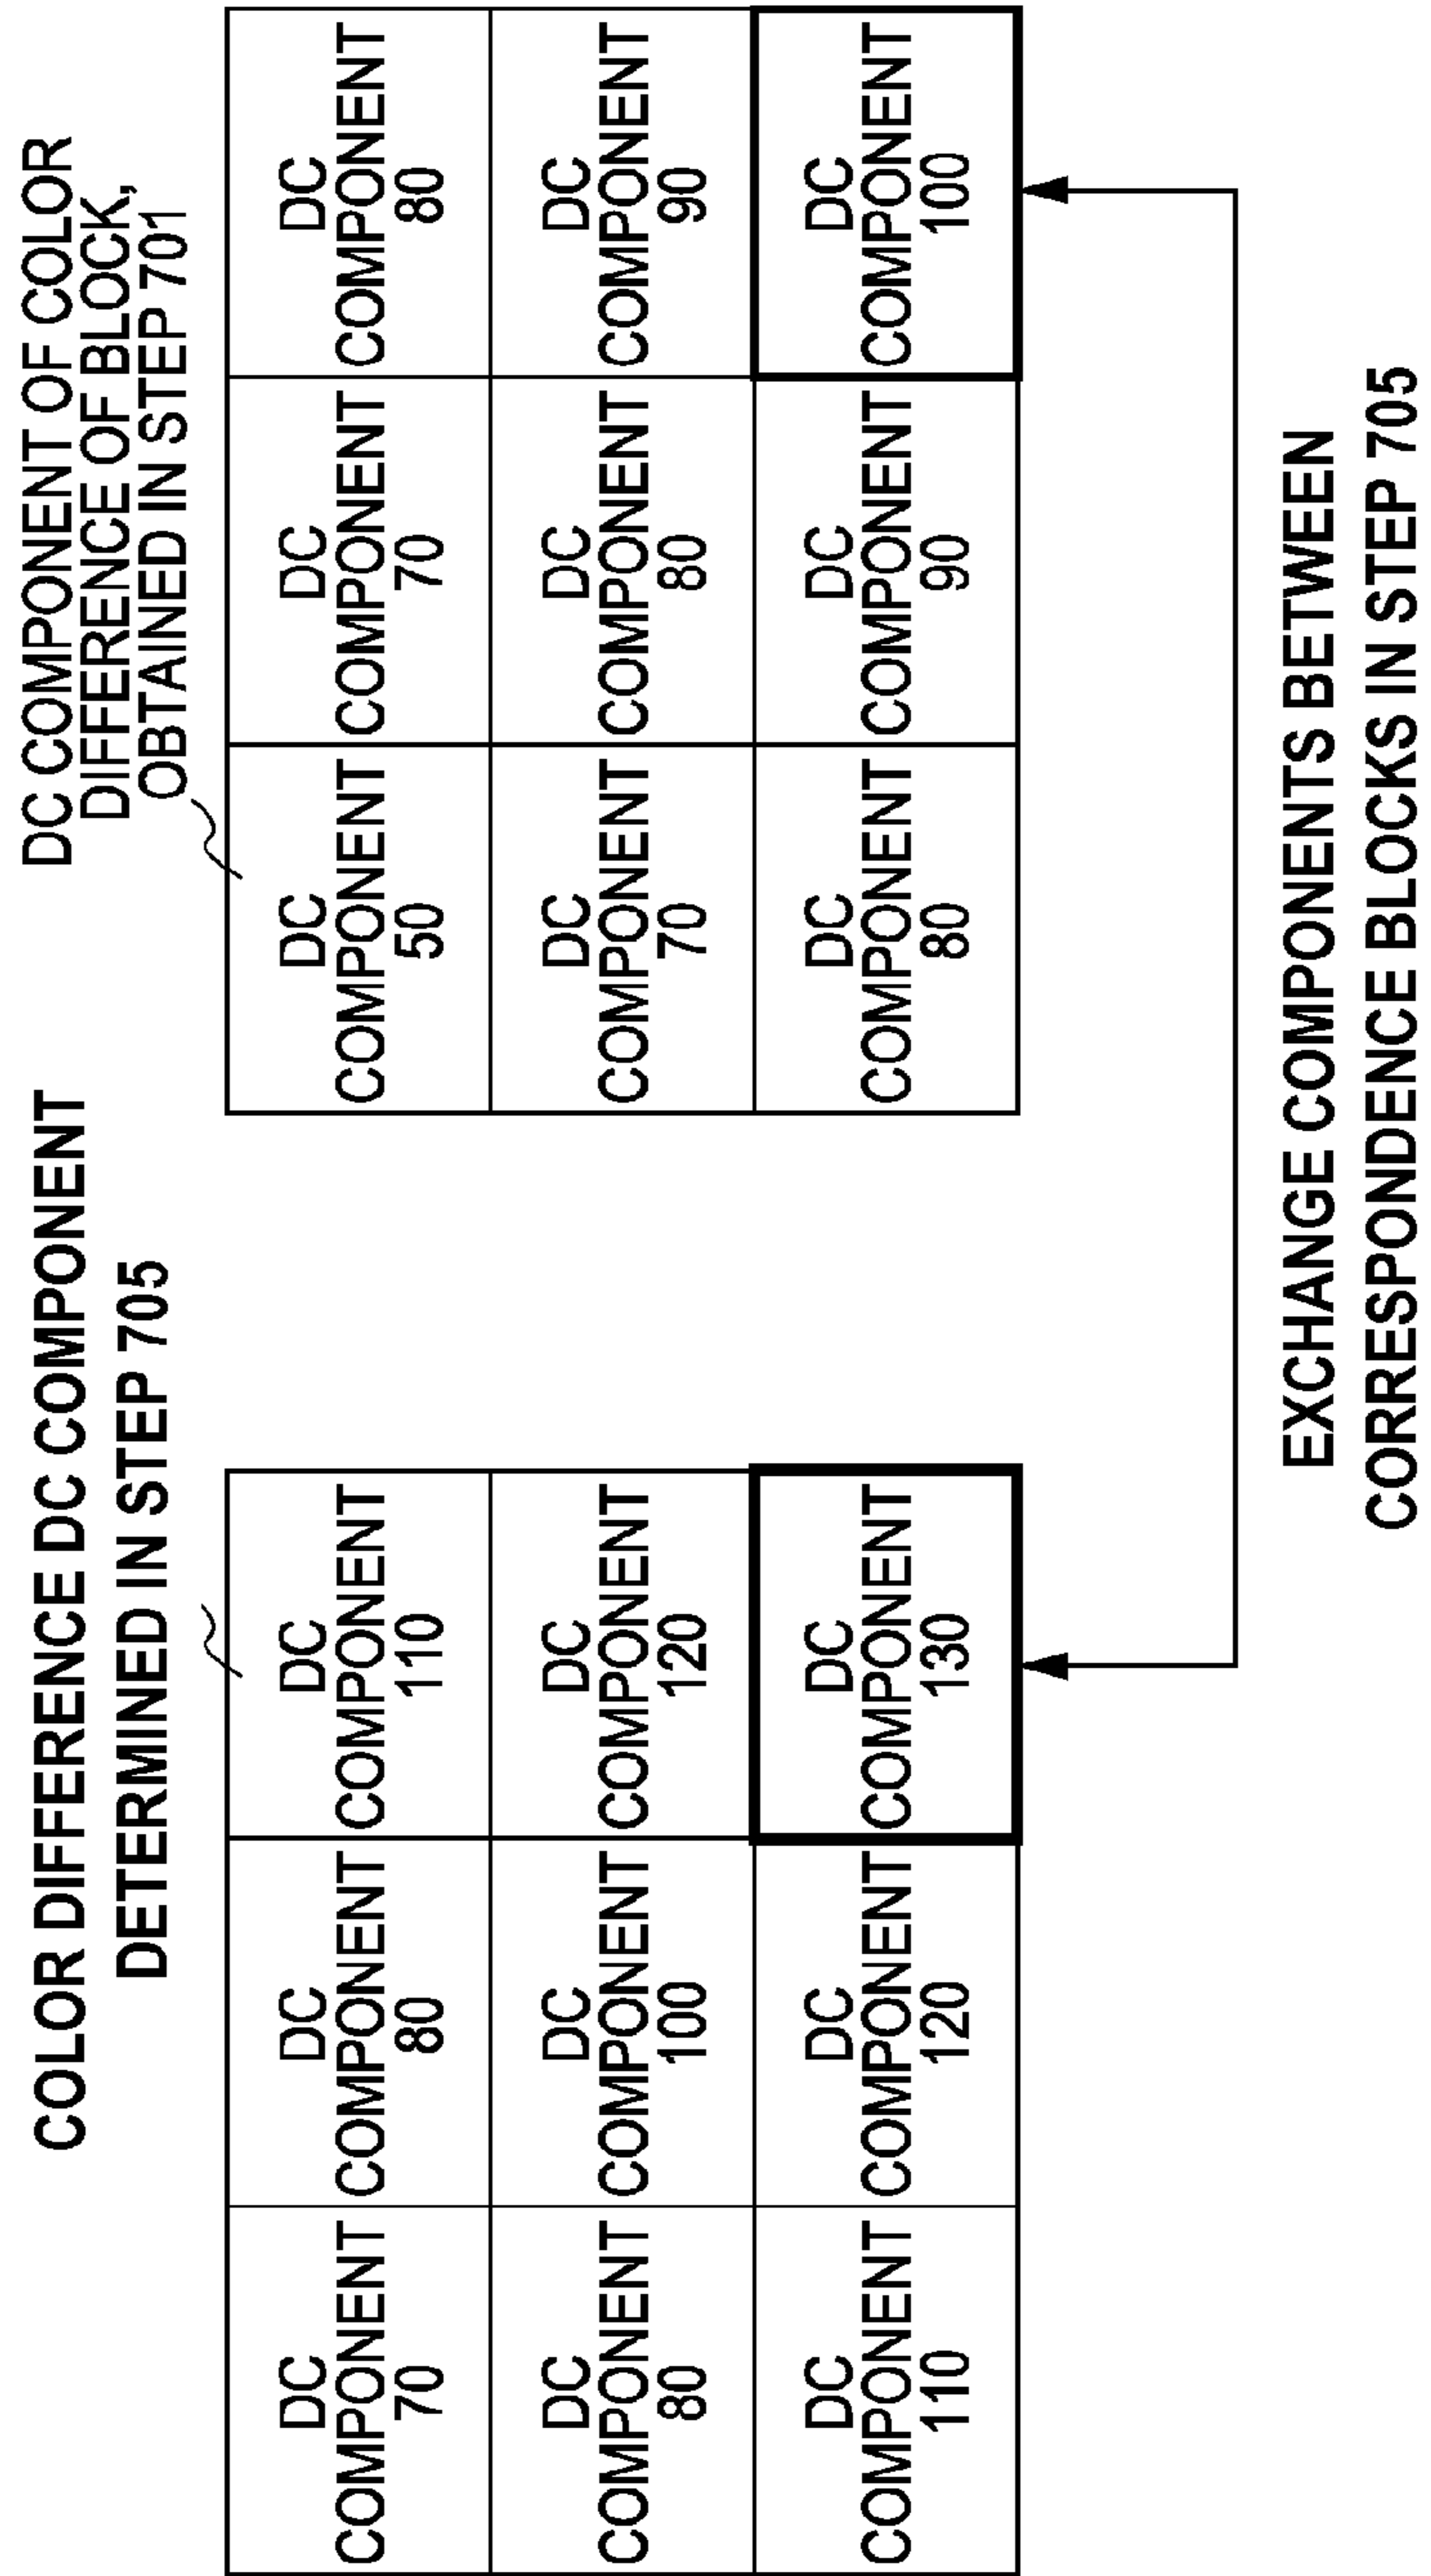 COLOR DIFFERENCE DC COMPONENT
DETERMINED IN STEP 705
DC
COMPONENT
70
DC
COMPONENT
80
DC
COMPONENT
110
DC
COMPONENT
80
DC
COMPONENT
100
DC
COMPONENT
120
DC
COMPONENT
110
DC
COMPONENT
120
DC
COMPONENT
130
DC COMPONENT OF COLOR
DIFFERENCE OF BLOCK,
OBTAINED IN STEP 701
DC
COMPONENT
50
DC
COMPONENT
70
DC
COMPONENT
80
DC
COMPONENT
70
DC
COMPONENT
80
DC
COMPONENT
90
DC
COMPONENT
80
DC
COMPONENT
90
DC
COMPONENT
100
EXCHANGE COMPONENTS BETWEEN
CORRESPONDENCE BLOCKS IN STEP 705